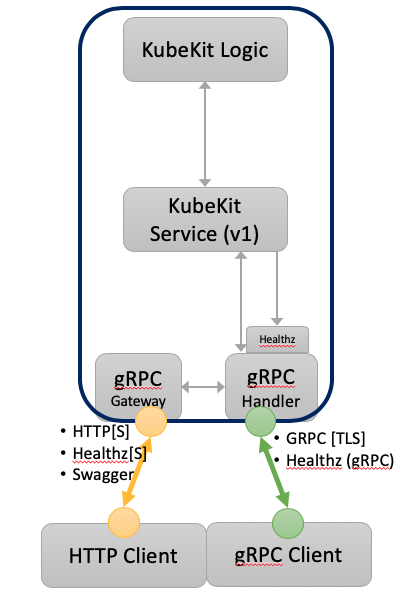 KubeKit Logic
KubeKit
Service (v1)
Healthz
gRPC
Gateway
gRPC
Handler
• HTTP[S]
• Healthz[S]
• Swagger
• GRPC [TLS]
• Healthz (gRPC)
HTTP Client
gRPC Client